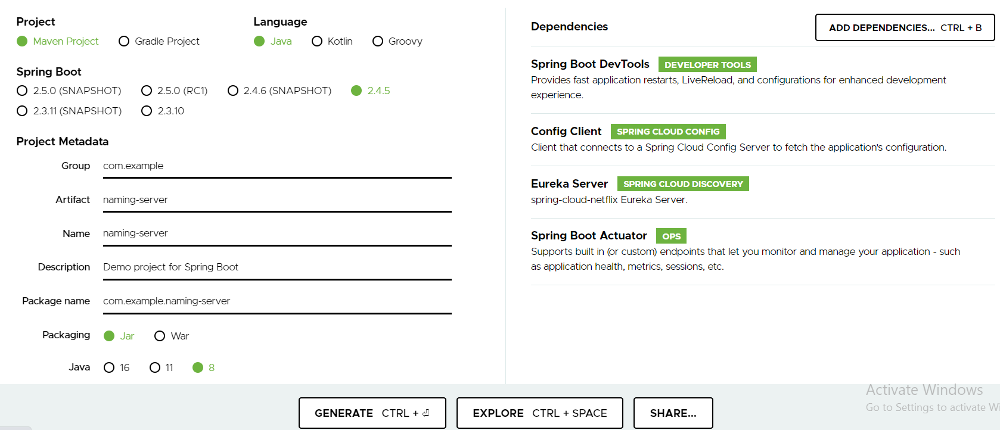 Project
Maven Project Gradle Project
Language
Java Kotlin Groovy
Spring Boot
2.5.0 (SNAPSHOT) 2.5.0 (RC1) 2.4.6 (SNAPSHOT) 2.4.5
2.3.11 (SNAPSHOT) 2.3.10
Project Metadata
Group com.example
Artifact naming-server
Name naming-server
Description Demo project for Spring Boot
Package name com.example.naming-server
Packaging Jar War
Java 16 11 8
Dependencies
ADD DEPENDENCIES... CTRL + B
Spring Boot DevTools DEVELOPER TOOLS
Provides fast application restarts, LiveReload, and configurations for enhanced development
experience.
Config Client SPRING CLOUD CONFIG
Client that connects to a Spring Cloud Config Server to fetch the application's configuration.
Eureka Server SPRING CLOUD DISCOVERY
spring-cloud-netflix Eureka Server.
Spring Boot Actuator OPS
Supports built in (or custom) endpoints that let you monitor and manage your application - such
as application health, metrics, sessions, etc.
GENERATE CTRL + ⏎
EXPLORE CTRL + SPACE
SHARE...
Activate Windows
Go to Settings to activate Wi